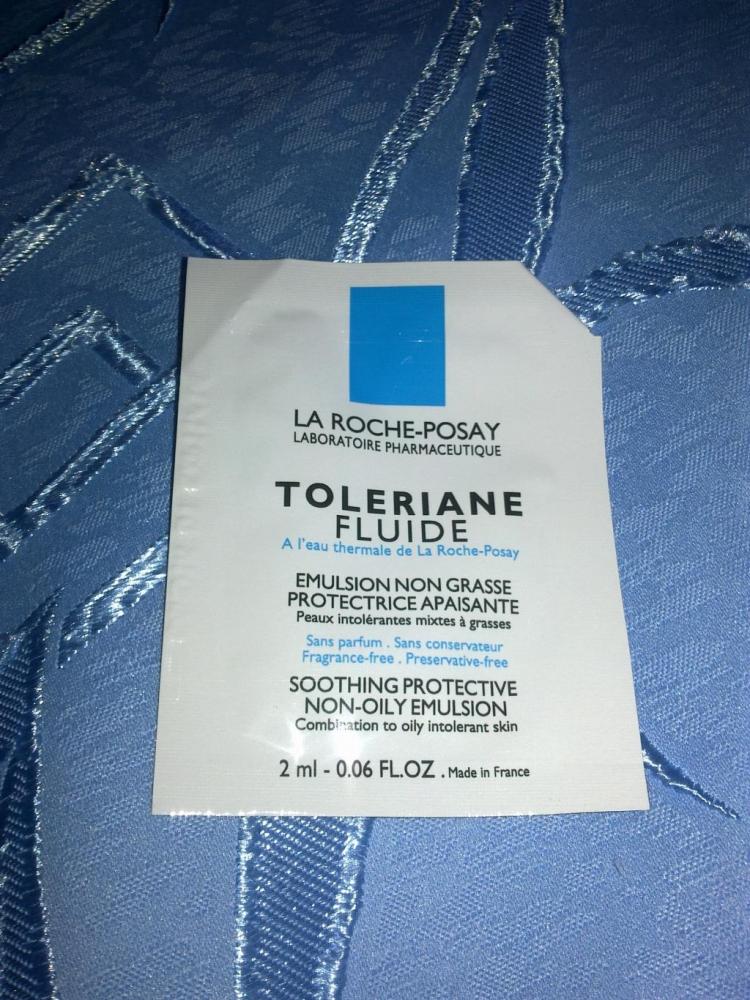 LA ROCHE-POSAY
LABORATOIRE PHARMACEUTIQUE
TOLERIANE
FLUIDE
A l'eau thermale de La Roche-Posay
EMULSION NON GRASSE
PROTECTRICE APAISANTE
Peaux intolérantes mixtes à grasses
Sans parfum . Sans conservateur
Fragrance-free . Preservative-free
SOOTHING PROTECTIVE
NON-OILY EMULSION
Combination to oily intolerant skin
2 ml - 0.06 FL.OZ . Made in France